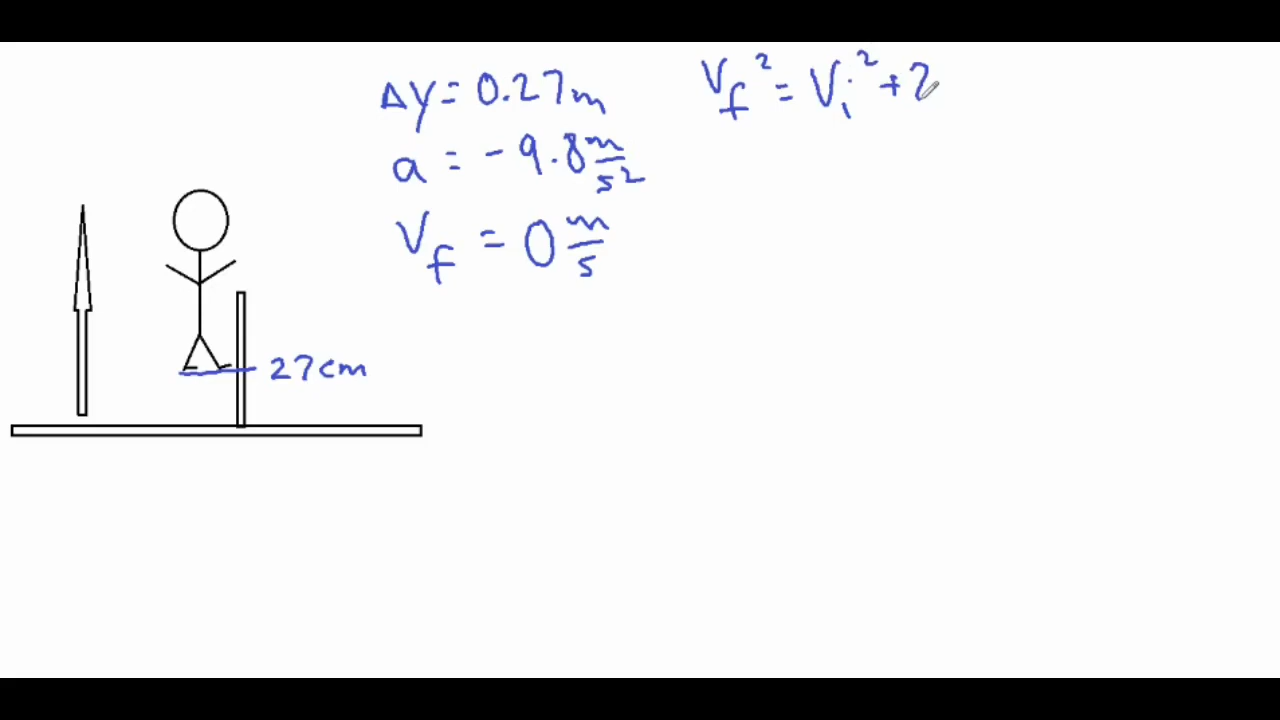 Δy = 0.27m
a = -9.8 m/s²
Vf = 0 m/s
Vf² = Vi² + 2
27cm